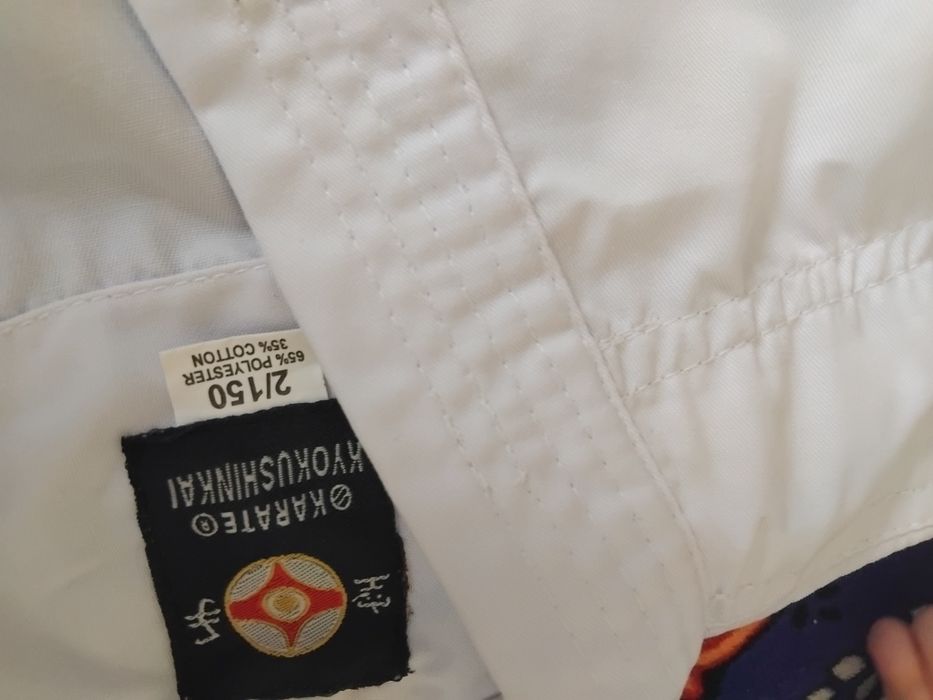 2/150
65% POLYESTER
35% COTTON
KYOKUSHINKAI
KARATE®